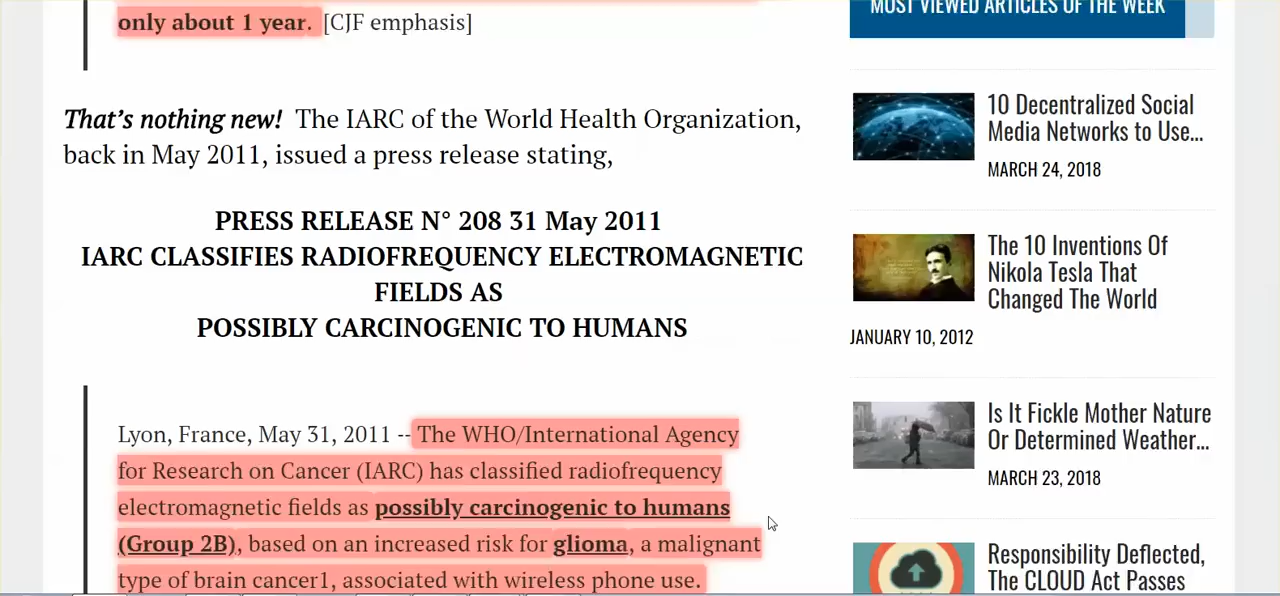 only about 1 year. [CJF emphasis]
That's nothing new! The IARC of the World Health Organization,
back in May 2011, issued a press release stating,
PRESS RELEASE N° 208 31 May 2011
IARC CLASSIFIES RADIOFREQUENCY ELECTROMAGNETIC
FIELDS AS
POSSIBLY CARCINOGENIC TO HUMANS
Lyon, France, May 31, 2011 -- The WHO/International Agency
for Research on Cancer (IARC) has classified radiofrequency
electromagnetic fields as possibly carcinogenic to humans
(Group 2B), based on an increased risk for glioma, a malignant
type of brain cancer1, associated with wireless phone use.
MOST VIEWED ARTICLES OF THE WEEK
10 Decentralized Social
Media Networks to Use...
MARCH 24, 2018
The 10 Inventions Of
Nikola Tesla That
Changed The World
JANUARY 10, 2012
Is It Fickle Mother Nature
Or Determined Weather...
MARCH 23, 2018
Responsibility Deflected,
The CLOUD Act Passes